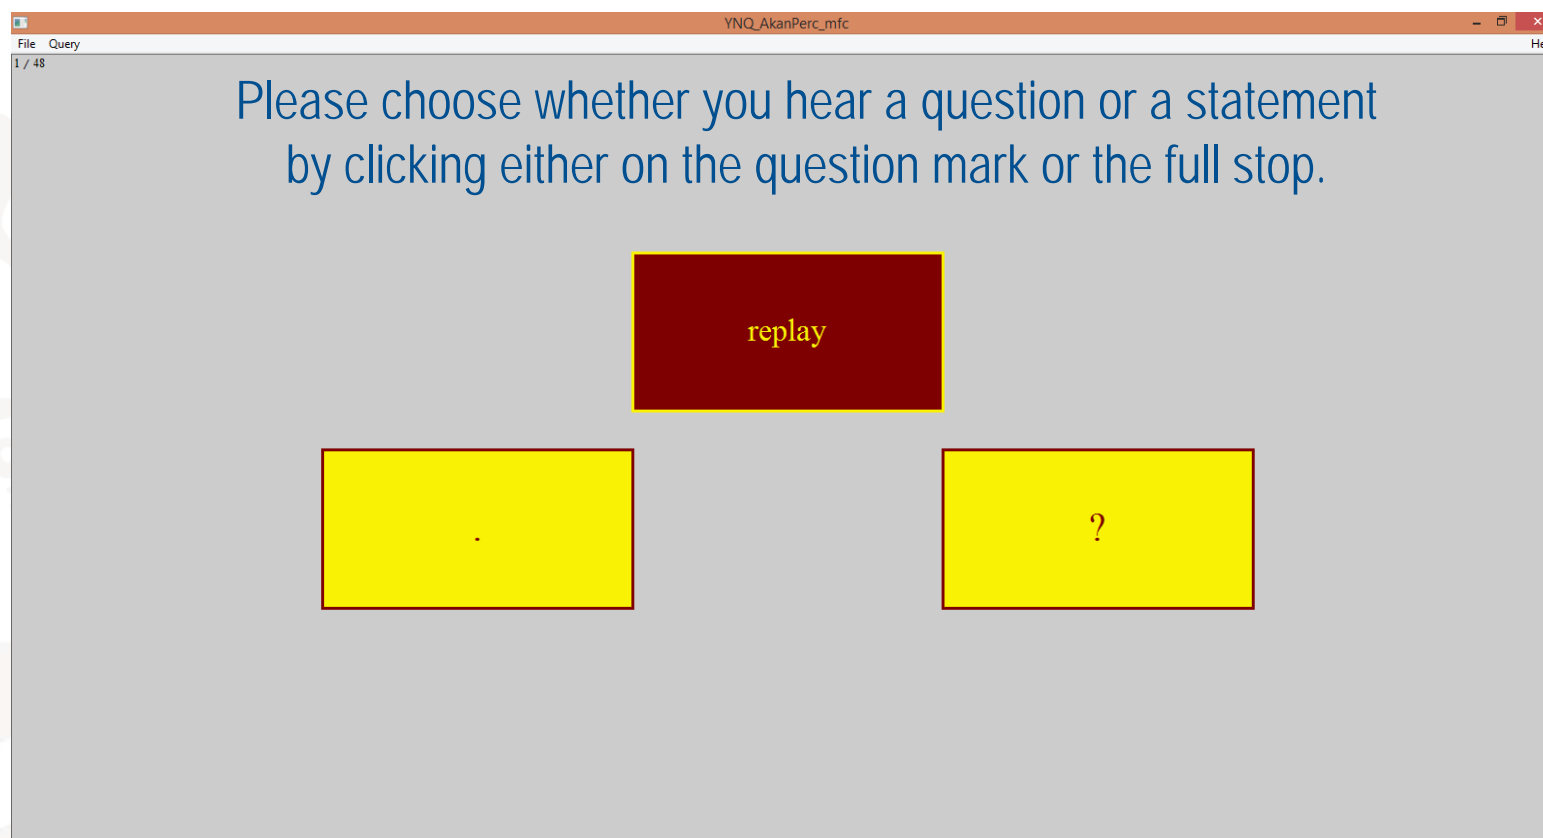 YNQ_AkanPerc_mfc
File Query He
1 / 48
Please choose whether you hear a question or a statement
by clicking either on the question mark or the full stop.
replay
. ?